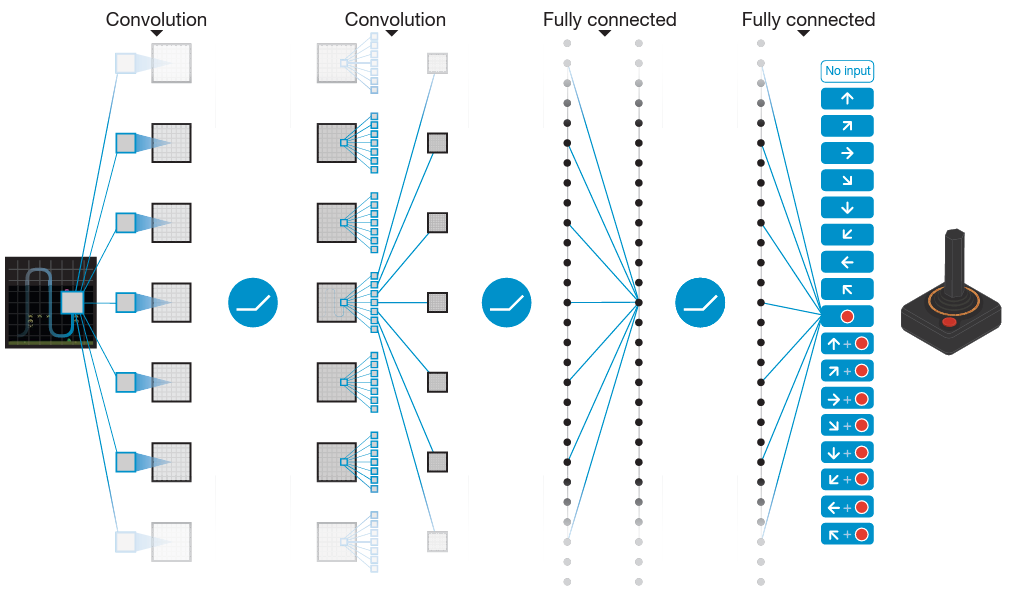 Convolution
Convolution
Fully connected
Fully connected
No input
+
+
+
+
+
+
+
+